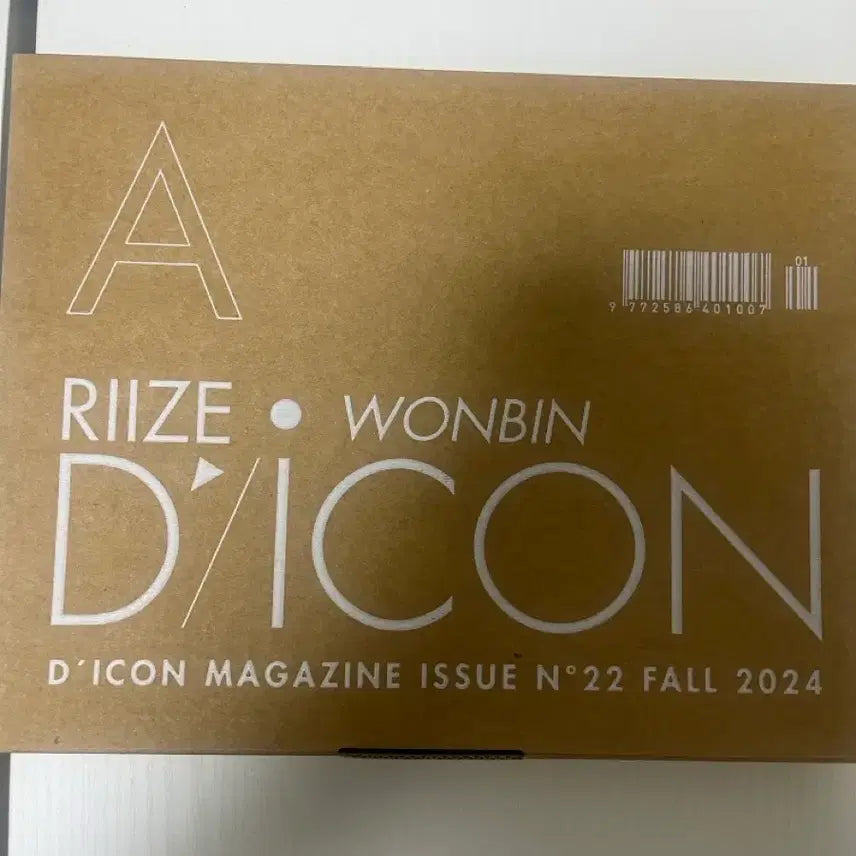 A
01
9 772586 401007
RIIZE • WONBIN
D'/iCON
D´ICON MAGAZINE ISSUE N°22 FALL 2024